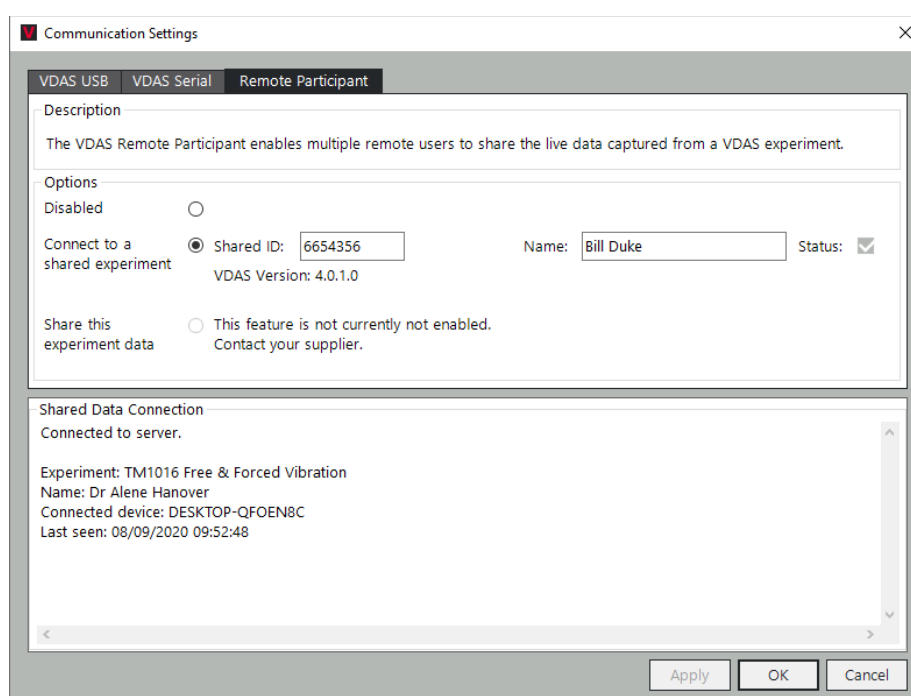 Communication Settings
VDAS USB VDAS Serial Remote Participant
Description
The VDAS Remote Participant enables multiple remote users to share the live data captured from a VDAS experiment.
Options
Disabled
Connect to a
shared experiment
Shared ID: 6654356
VDAS Version: 4.0.1.0
Name: Bill Duke
Status:
Share this
experiment data
This feature is not currently not enabled.
Contact your supplier.
Shared Data Connection
Connected to server.
Experiment: TM1016 Free & Forced Vibration
Name: Dr Alene Hanover
Connected device: DESKTOP-QFOEN8C
Last seen: 08/09/2020 09:52:48
Apply OK Cancel